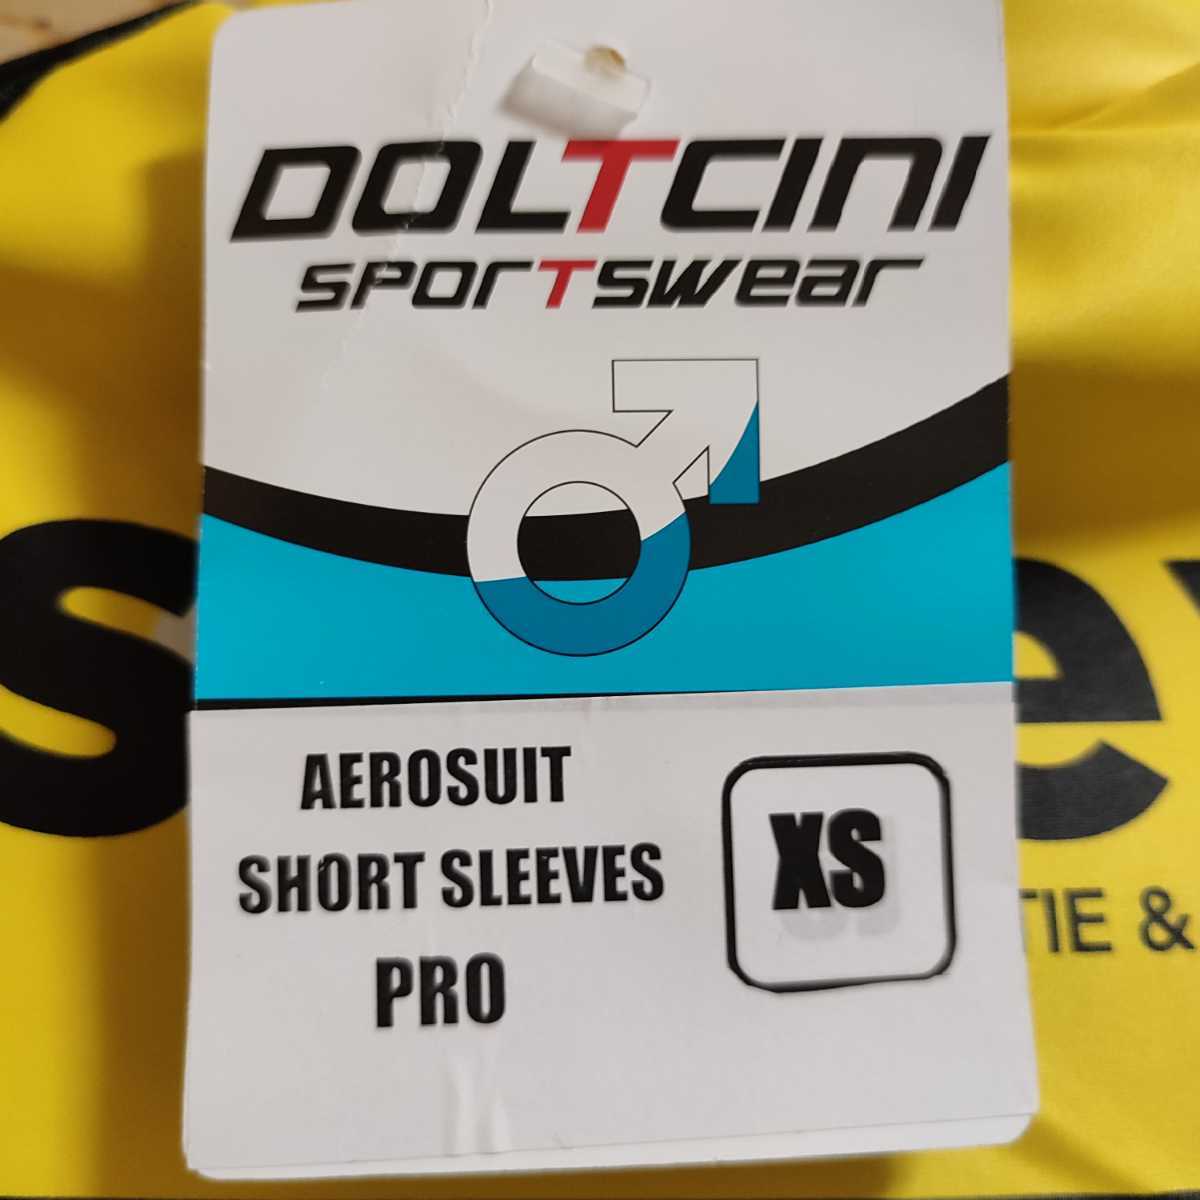 DOLTCINI
SPORTSWEAR
AEROSUIT
SHORT SLEEVES
PRO
XS
s
e
TIE &